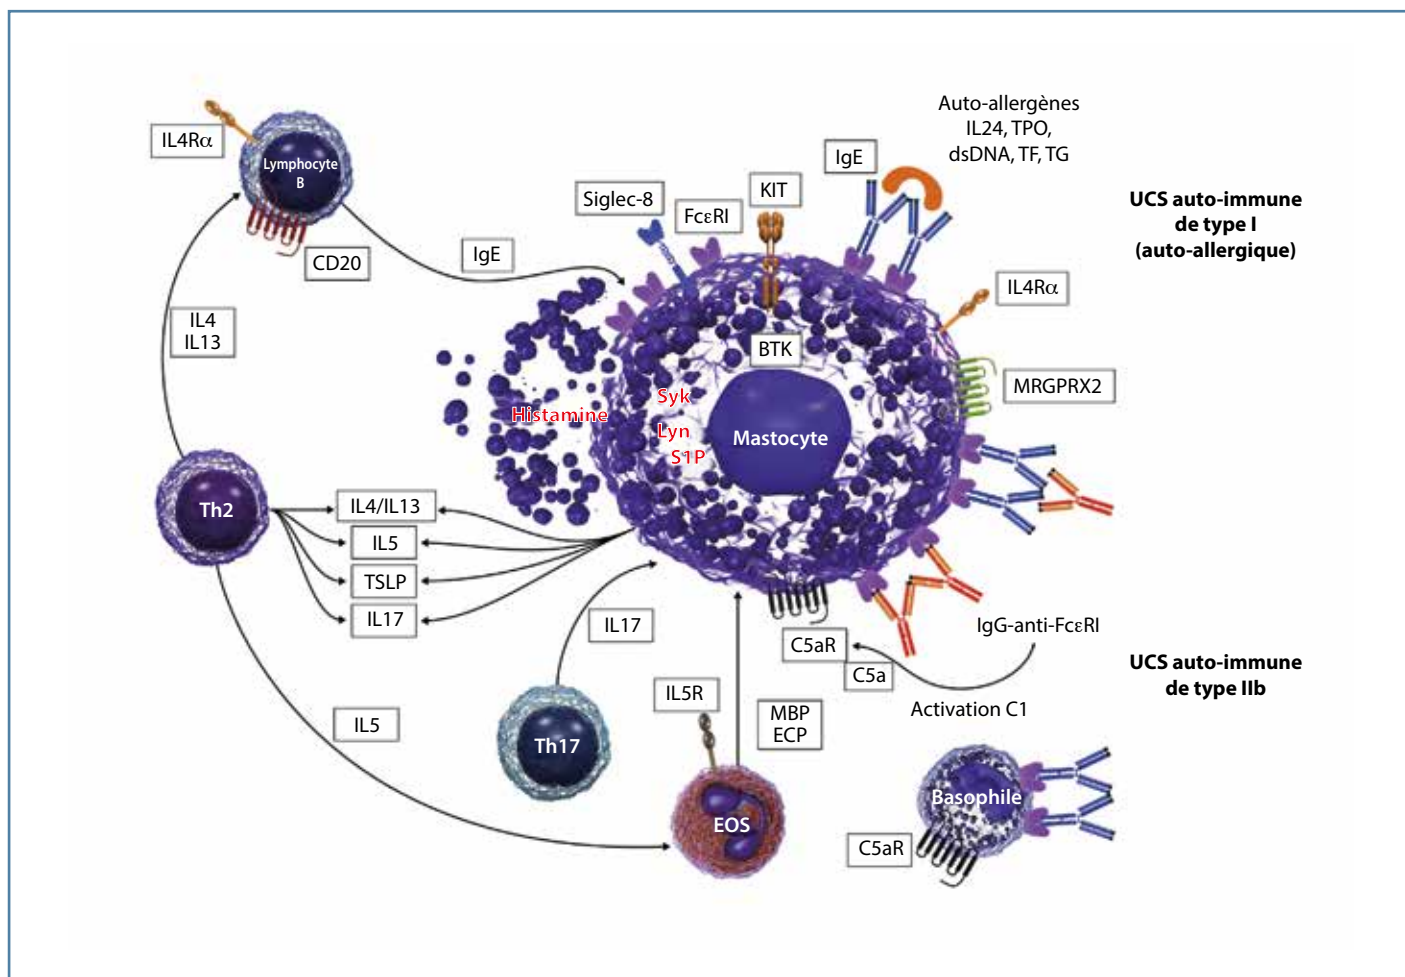 Auto-allergènes
IL24, TPO,
dsDNA, TF, TG
IgE
UCS auto-immune
de type I
(auto-allergique)
IL4Rα
Lymphocyte
B
CD20
IgE
Siglec-8
FcεRI
KIT
IL4Rα
MRGPRX2
IL4
IL13
BTK
Syk
Histamine
Lyn
S1P
Mastocyte
Th2
IL4/IL13
IL5
TSLP
IL17
IL17
C5aR
C5a
IgG-anti-FcεRI
Activation C1
UCS auto-immune
de type IIb
IL5
Th17
IL5R
MBP
ECP
EOS
Basophile
C5aR